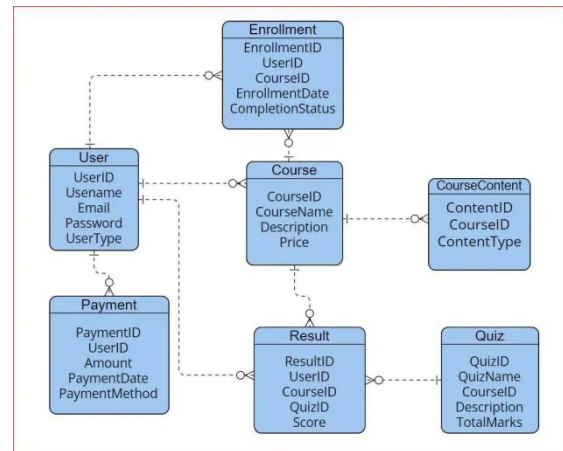 Enrollment
EnrollmentID
UserID
CourseID
EnrollmentDate
CompletionStatus
User
UserID
Usename
Email
Password
UserType
Course
CourseID
CourseName
Description
Price
CourseContent
ContentID
CourseID
ContentType
Payment
PaymentID
UserID
Amount
PaymentDate
PaymentMethod
Result
ResultID
UserID
CourseID
QuizID
Score
Quiz
QuizID
QuizName
CourseID
Description
TotalMarks